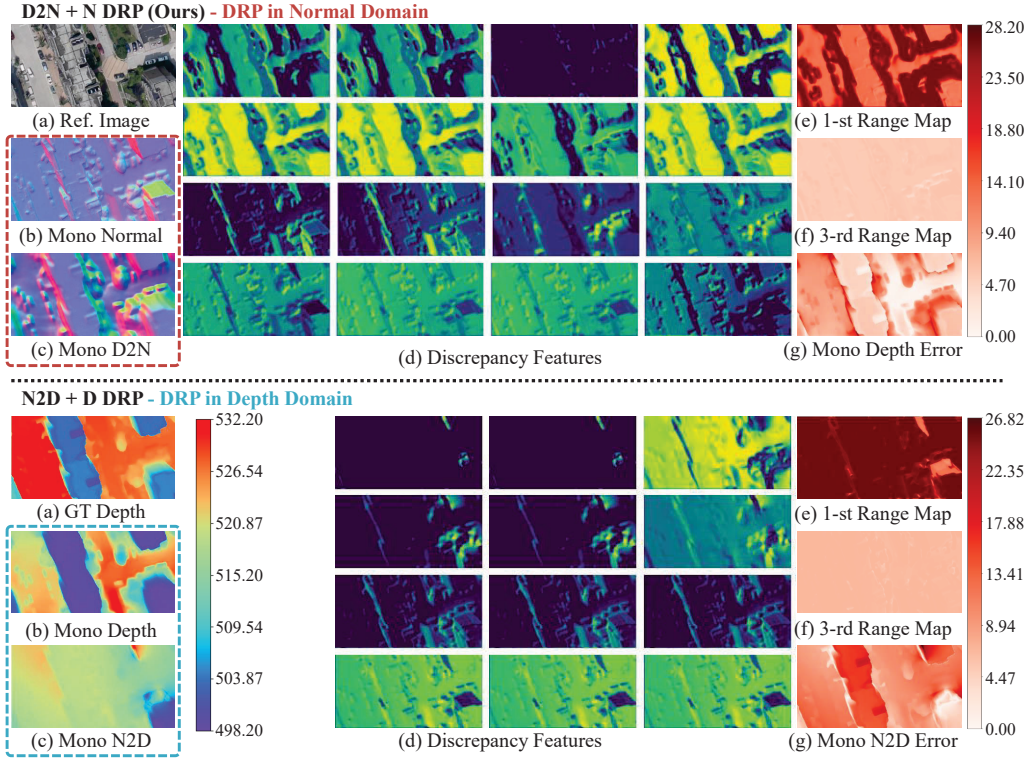 D2N + N DRP (Ours) - DRP in Normal Domain
(a) Ref. Image
(b) Mono Normal
(c) Mono D2N
(d) Discrepancy Features
(e) 1-st Range Map
(f) 3-rd Range Map
(g) Mono Depth Error
28.20
23.50
18.80
14.10
9.40
4.70
0.00
N2D + D DRP - DRP in Depth Domain
(a) GT Depth
(b) Mono Depth
(c) Mono N2D
532.20
526.54
520.87
515.20
509.54
503.87
498.20
(d) Discrepancy Features
(e) 1-st Range Map
(f) 3-rd Range Map
(g) Mono N2D Error
26.82
22.35
17.88
13.41
8.94
4.47
0.00